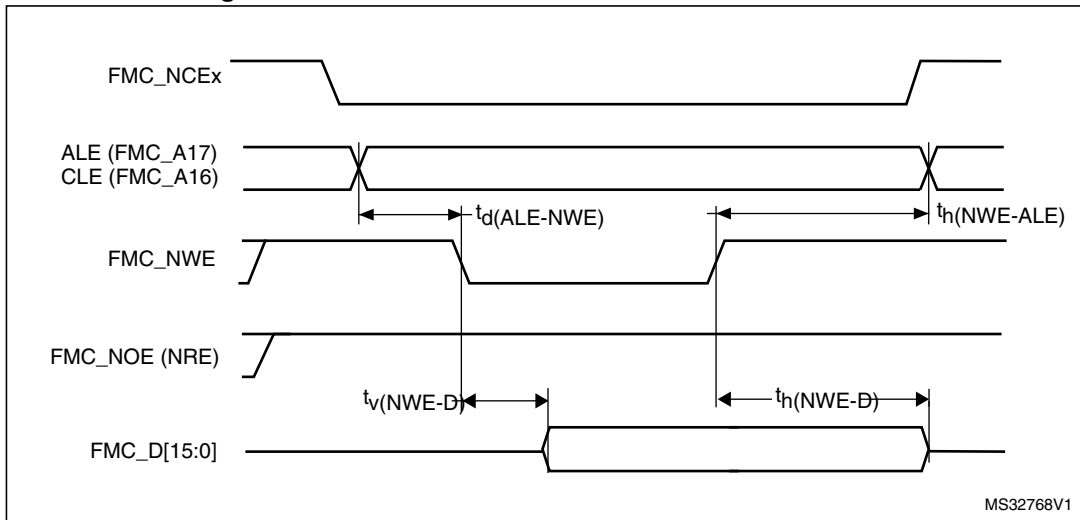 FMC_NCEx
ALE (FMC_A17)
CLE (FMC_A16)
td(ALE-NWE)
th(NWE-ALE)
FMC_NWE
FMC_NOE (NRE)
tv(NWE-D)
th(NWE-D)
FMC_D[15:0]
MS32768V1